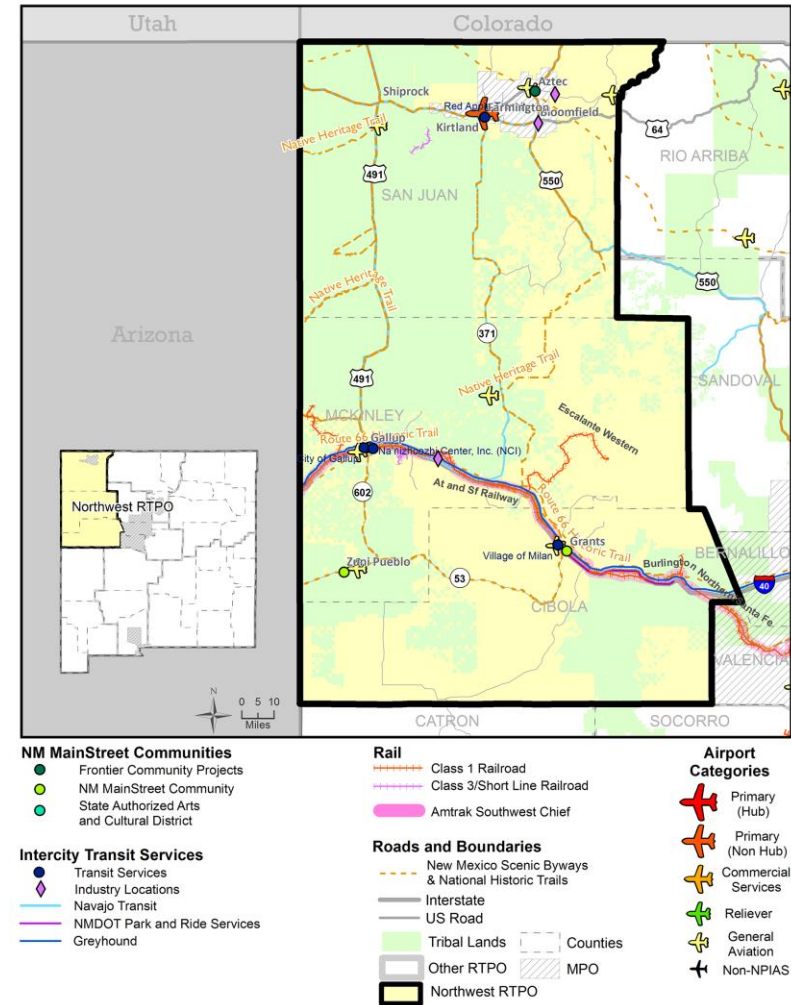 Utah
Colorado
Aztec
Shiprock
Farmington
Bloomfield
Kirtland
Native Heritage Trail
64
RIO ARRIBA
491
SAN JUAN
550
550
Native Heritage Trail
Arizona
371
SANDOVAL
491
Native Heritage Trail
MCKINLEY
Escalante Western
Route 66 Historic Trail
Gallup
City of Gallup
Na'nizhoozhi Center, Inc. (NCI)
At and Sf Railway
Route 66 Historic Trail
602
Northwest RTPO
Grants
Village of Milan
BERNALILLO
Zuni Pueblo
Burlington Northern Santa Fe
53
40
CIBOLA
VALENCIA
N
0 5 10
Miles
CATRON
SOCORRO
NM MainStreet Communities
Frontier Community Projects
NM MainStreet Community
State Authorized Arts
and Cultural District
Intercity Transit Services
Transit Services
Industry Locations
Navajo Transit
NMDOT Park and Ride Services
Greyhound
Rail
Class 1 Railroad
Class 3/Short Line Railroad
Amtrak Southwest Chief
Roads and Boundaries
New Mexico Scenic Byways
& National Historic Trails
Interstate
US Road
Tribal Lands
Counties
Other RTPO
MPO
Northwest RTPO
Airport
Categories
Primary
(Hub)
Primary
(Non Hub)
Commercial
Services
Reliever
General
Aviation
Non-NPIAS